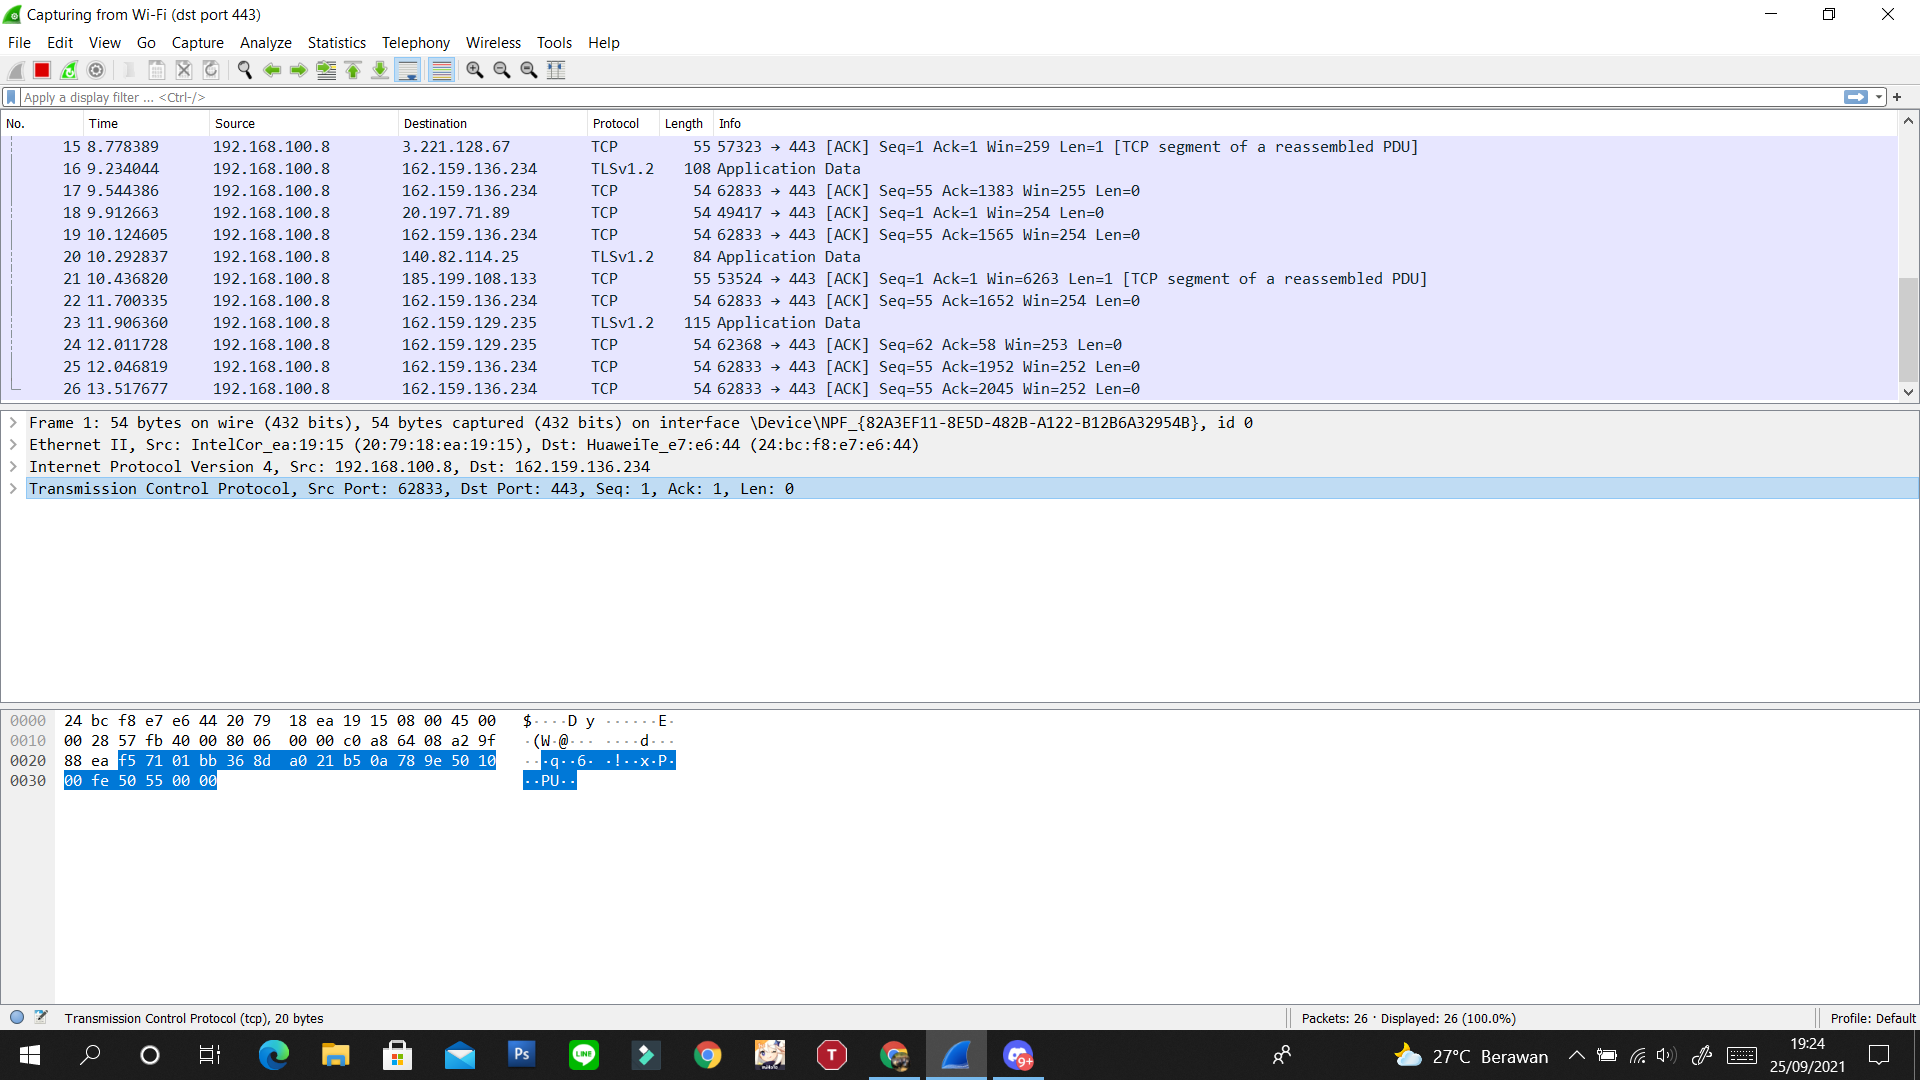 Capturing from Wi-Fi (dst port 443)
File Edit View Go Capture Analyze Statistics Telephony Wireless Tools Help
Apply a display filter ... <Ctrl-/>
No. Time Source Destination Protocol Length Info
15 8.778389 192.168.100.8 3.221.128.67 TCP 55 57323 → 443 [ACK] Seq=1 Ack=1 Win=259 Len=1 [TCP segment of a reassembled PDU]
16 9.234044 192.168.100.8 162.159.136.234 TLSv1.2 108 Application Data
17 9.544386 192.168.100.8 162.159.136.234 TCP 54 62833 → 443 [ACK] Seq=55 Ack=1383 Win=255 Len=0
18 9.912663 192.168.100.8 20.197.71.89 TCP 54 49417 → 443 [ACK] Seq=1 Ack=1 Win=254 Len=0
19 10.124605 192.168.100.8 162.159.136.234 TCP 54 62833 → 443 [ACK] Seq=55 Ack=1565 Win=254 Len=0
20 10.292837 192.168.100.8 140.82.114.25 TLSv1.2 84 Application Data
21 10.436820 192.168.100.8 185.199.108.133 TCP 55 53524 → 443 [ACK] Seq=1 Ack=1 Win=6263 Len=1 [TCP segment of a reassembled PDU]
22 11.700335 192.168.100.8 162.159.136.234 TCP 54 62833 → 443 [ACK] Seq=55 Ack=1652 Win=254 Len=0
23 11.906360 192.168.100.8 162.159.129.235 TLSv1.2 115 Application Data
24 12.011728 192.168.100.8 162.159.129.235 TCP 54 62368 → 443 [ACK] Seq=62 Ack=58 Win=253 Len=0
25 12.046819 192.168.100.8 162.159.136.234 TCP 54 62833 → 443 [ACK] Seq=55 Ack=1952 Win=252 Len=0
26 13.517677 192.168.100.8 162.159.136.234 TCP 54 62833 → 443 [ACK] Seq=55 Ack=2045 Win=252 Len=0
Frame 1: 54 bytes on wire (432 bits), 54 bytes captured (432 bits) on interface \Device\NPF_{82A3EF11-8E5D-482B-A122-B12B6A32954B}, id 0
Ethernet II, Src: IntelCor_ea:19:15 (20:79:18:ea:19:15), Dst: HuaweiTe_e7:e6:44 (24:bc:f8:e7:e6:44)
Internet Protocol Version 4, Src: 192.168.100.8, Dst: 162.159.136.234
Transmission Control Protocol, Src Port: 62833, Dst Port: 443, Seq: 1, Ack: 1, Len: 0
0000 24 bc f8 e7 e6 44 20 79 18 ea 19 15 08 00 45 00 $····D y ······E·
0010 00 28 57 fb 40 00 80 06 00 00 c0 a8 64 08 a2 9f ·(W·@··· ····d···
0020 88 ea f5 71 01 bb 36 8d a0 21 b5 0a 78 9e 50 10 ···q··6· ·!··x·P·
0030 00 fe 50 55 00 00 ··PU··
Transmission Control Protocol (tcp), 20 bytes
Packets: 26 · Displayed: 26 (100.0%)
Profile: Default
Ps
LINE
T
9+
27°C Berawan
19:24
25/09/2021